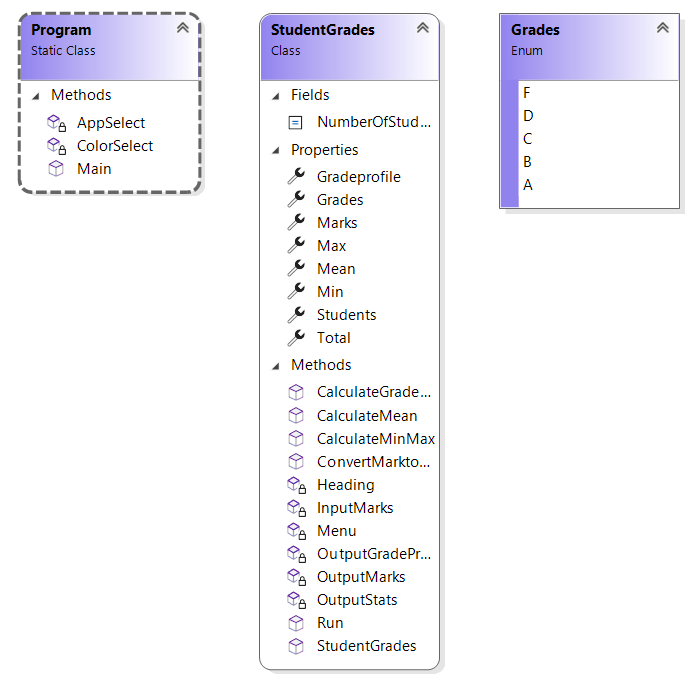 Program
Static Class
Methods
AppSelect
ColorSelect
Main
StudentGrades
Class
Fields
NumberOfStud...
Properties
Gradeprofile
Grades
Marks
Max
Mean
Min
Students
Total
Methods
CalculateGrade...
CalculateMean
CalculateMinMax
ConvertMarkto...
Heading
InputMarks
Menu
OutputGradePr...
OutputMarks
OutputStats
Run
StudentGrades
Grades
Enum
F
D
C
B
A